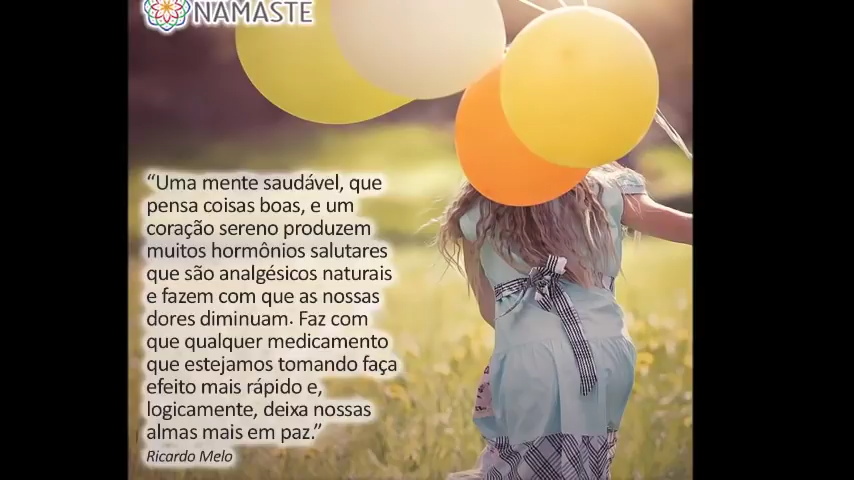 NAMASTE
“Uma mente saudável, que
pensa coisas boas, e um
coração sereno produzem
muitos hormônios salutares
que são analgésicos naturais
e fazem com que as nossas
dores diminuam. Faz com
que qualquer medicamento
que estejamos tomando faça
efeito mais rápido e,
logicamente, deixa nossas
almas mais em paz.”
Ricardo Melo